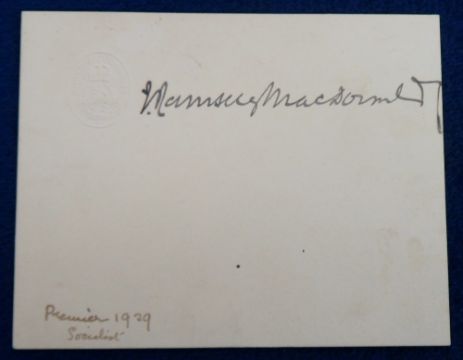 J. Ramsay MacDonald
Premier 1929
Socialist